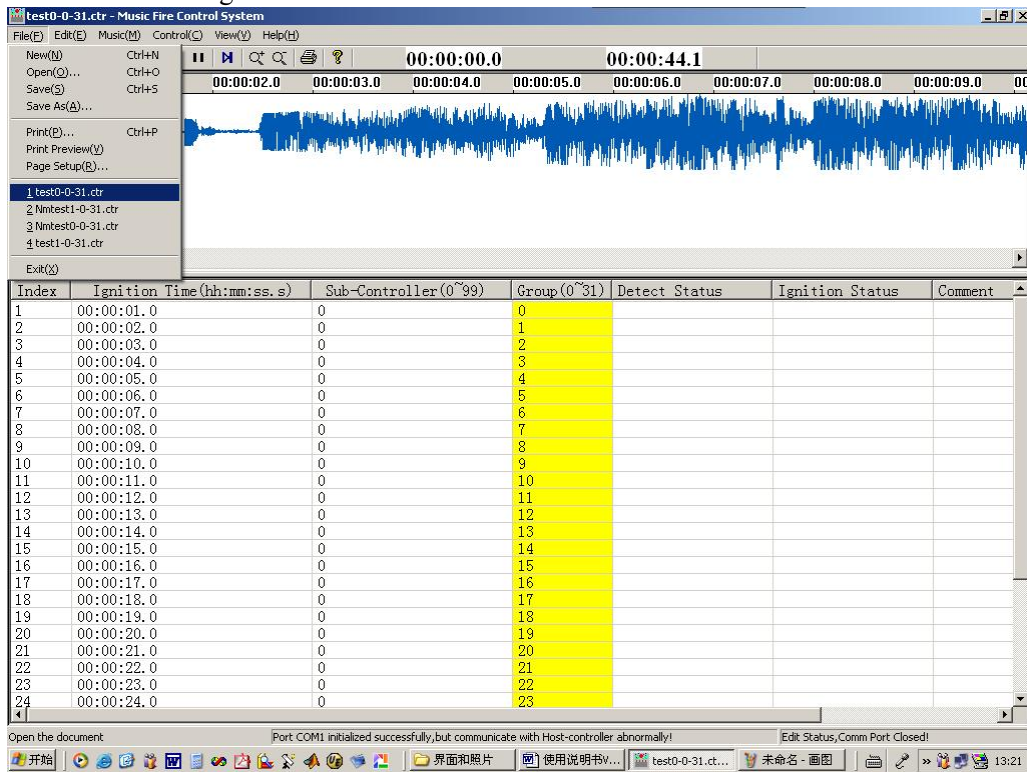 test0-0-31.ctr - Music Fire Control System
File(F) Edit(E) Music(M) Control(C) View(V) Help(H)
New(N) Ctrl+N
Open(O)... Ctrl+O
Save(S) Ctrl+S
Save As(A)...
Print(P)... Ctrl+P
Print Preview(V)
Page Setup(R)...
1 test0-0-31.ctr
2 Nmtest1-0-31.ctr
3 Nmtest0-0-31.ctr
4 test1-0-31.ctr
Exit(X)
00:00:00.0 00:00:44.1
00:00:02.0 00:00:03.0 00:00:04.0 00:00:05.0 00:00:06.0 00:00:07.0 00:00:08.0 00:00:09.0
Index Ignition Time(hh:mm:ss.s) Sub-Controller(0~99) Group(0~31) Detect Status Ignition Status Comment
1 00:00:01.0 0 0
2 00:00:02.0 0 1
3 00:00:03.0 0 2
4 00:00:04.0 0 3
5 00:00:05.0 0 4
6 00:00:06.0 0 5
7 00:00:07.0 0 6
8 00:00:08.0 0 7
9 00:00:09.0 0 8
10 00:00:10.0 0 9
11 00:00:11.0 0 10
12 00:00:12.0 0 11
13 00:00:13.0 0 12
14 00:00:14.0 0 13
15 00:00:15.0 0 14
16 00:00:16.0 0 15
17 00:00:17.0 0 16
18 00:00:18.0 0 17
19 00:00:19.0 0 18
20 00:00:20.0 0 19
21 00:00:21.0 0 20
22 00:00:22.0 0 21
23 00:00:23.0 0 22
24 00:00:24.0 0 23
Open the document Port COM1 initialized successfully,but communicate with Host-controller abnormally! Edit Status,Comm Port Closed!
开始 界面和照片 使用说明书V... test0-0-31.ct... 未命名 - 画图 13:21